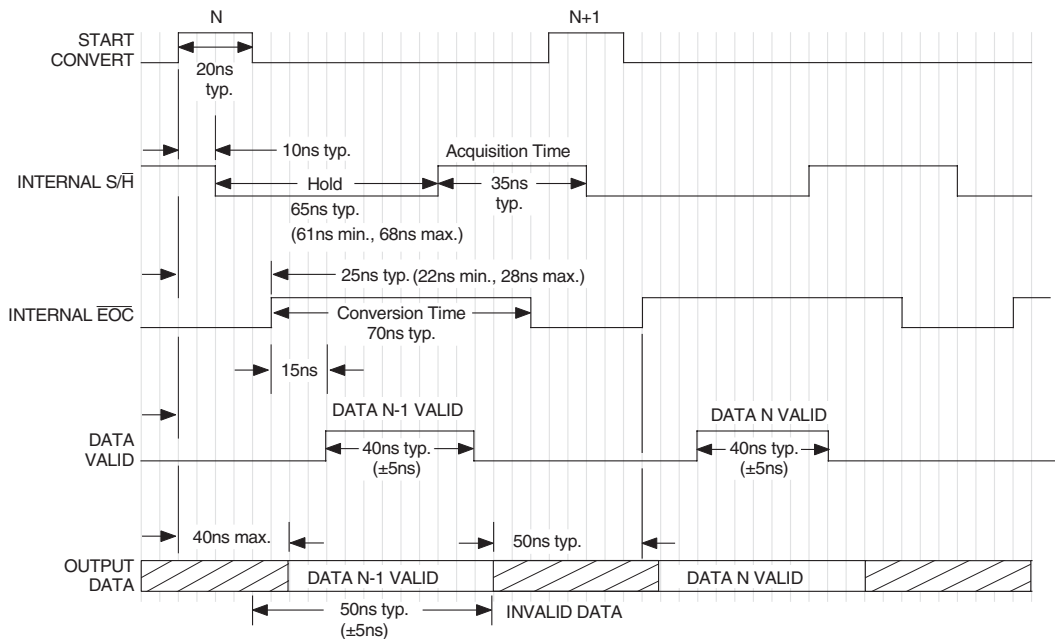 N
N+1
START
CONVERT
20ns
typ.
10ns typ.
Acquisition Time
INTERNAL S/H̅
Hold
35ns
typ.
65ns typ.
(61ns min., 68ns max.)
25ns typ. (22ns min., 28ns max.)
INTERNAL E̅O̅C̅
Conversion Time
70ns typ.
15ns
DATA N-1 VALID
DATA N VALID
DATA
VALID
40ns typ.
(±5ns)
40ns typ.
(±5ns)
40ns max.
50ns typ.
OUTPUT
DATA
DATA N-1 VALID
DATA N VALID
50ns typ.
(±5ns)
INVALID DATA